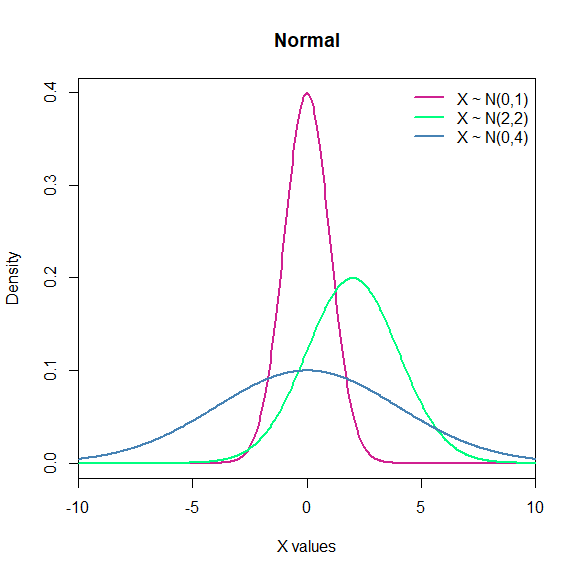 Normal
X ~ N(0,1)
X ~ N(2,2)
X ~ N(0,4)
0.4
0.3
0.2
0.1
0.0
Density
-10 -5 0 5 10
X values